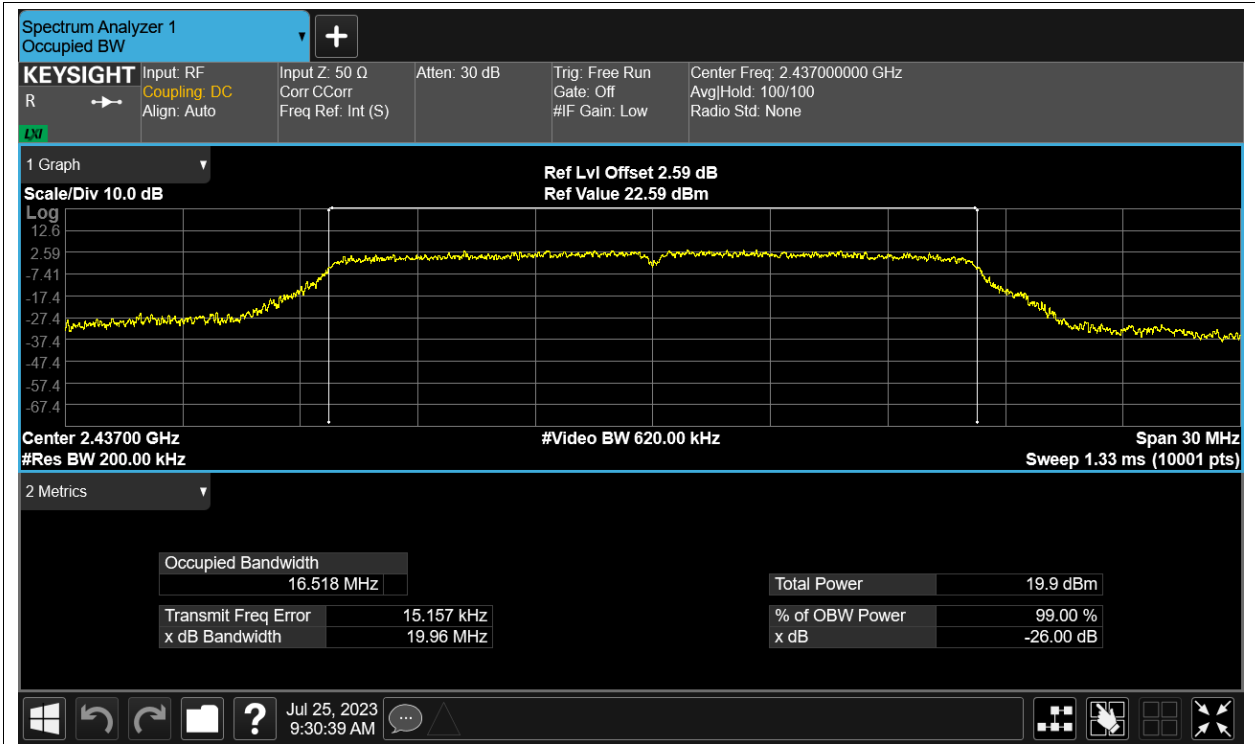 Spectrum Analyzer 1
Occupied BW
KEYSIGHT
R
LXI
Input: RF
Coupling: DC
Align: Auto
Input Z: 50 Ω
Corr CCorr
Freq Ref: Int (S)
Atten: 30 dB
Trig: Free Run
Gate: Off
#IF Gain: Low
Center Freq: 2.437000000 GHz
Avg|Hold: 100/100
Radio Std: None
1 Graph
Ref Lvl Offset 2.59 dB
Scale/Div 10.0 dB
Ref Value 22.59 dBm
Log
12.6
2.59
-7.41
-17.4
-27.4
-37.4
-47.4
-57.4
-67.4
Center 2.43700 GHz
#Video BW 620.00 kHz
Span 30 MHz
#Res BW 200.00 kHz
Sweep 1.33 ms (10001 pts)
2 Metrics
Occupied Bandwidth
16.518 MHz
Total Power 19.9 dBm
Transmit Freq Error 15.157 kHz
% of OBW Power 99.00 %
x dB Bandwidth 19.96 MHz
x dB -26.00 dB
?
Jul 25, 2023
9:30:39 AM